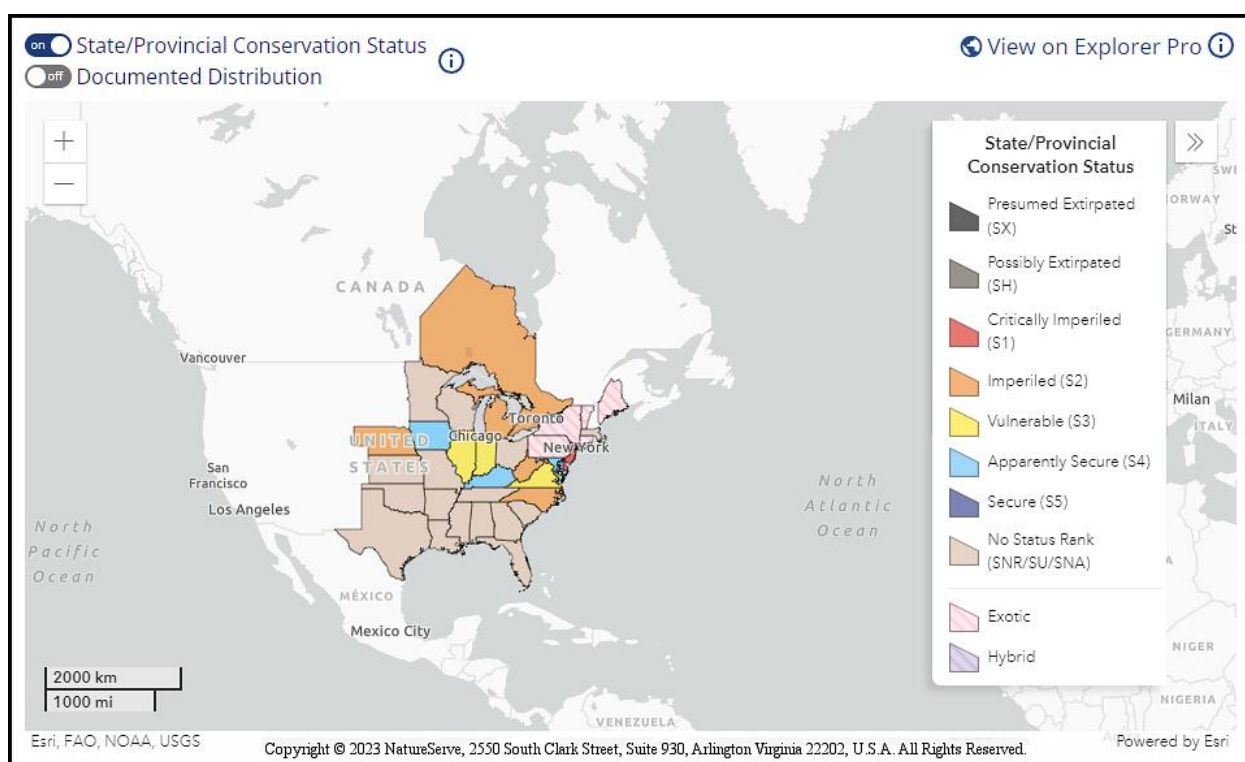 on State/Provincial Conservation Status
off Documented Distribution
View on Explorer Pro
State/Provincial
Conservation Status
Presumed Extirpated
(SX)
Possibly Extirpated
(SH)
Critically Imperiled
(S1)
Imperiled (S2)
Vulnerable (S3)
Apparently Secure (S4)
Secure (S5)
No Status Rank
(SNR/SU/SNA)
Exotic
Hybrid
CANADA
Vancouver
Toronto
Chicago
New York
UNITED
STATES
San
Francisco
Los Angeles
North
Pacific
Ocean
North
Atlantic
Ocean
MÉXICO
Mexico City
VENEZUELA
SWE
ORWAY
St
GERMANY
Milan
ITALY
NIGER
NIGERIA
2000 km
1000 mi
Esri, FAO, NOAA, USGS
Copyright © 2023 NatureServe, 2550 South Clark Street, Suite 930, Arlington Virginia 22202, U.S.A. All Rights Reserved.
Powered by Esri